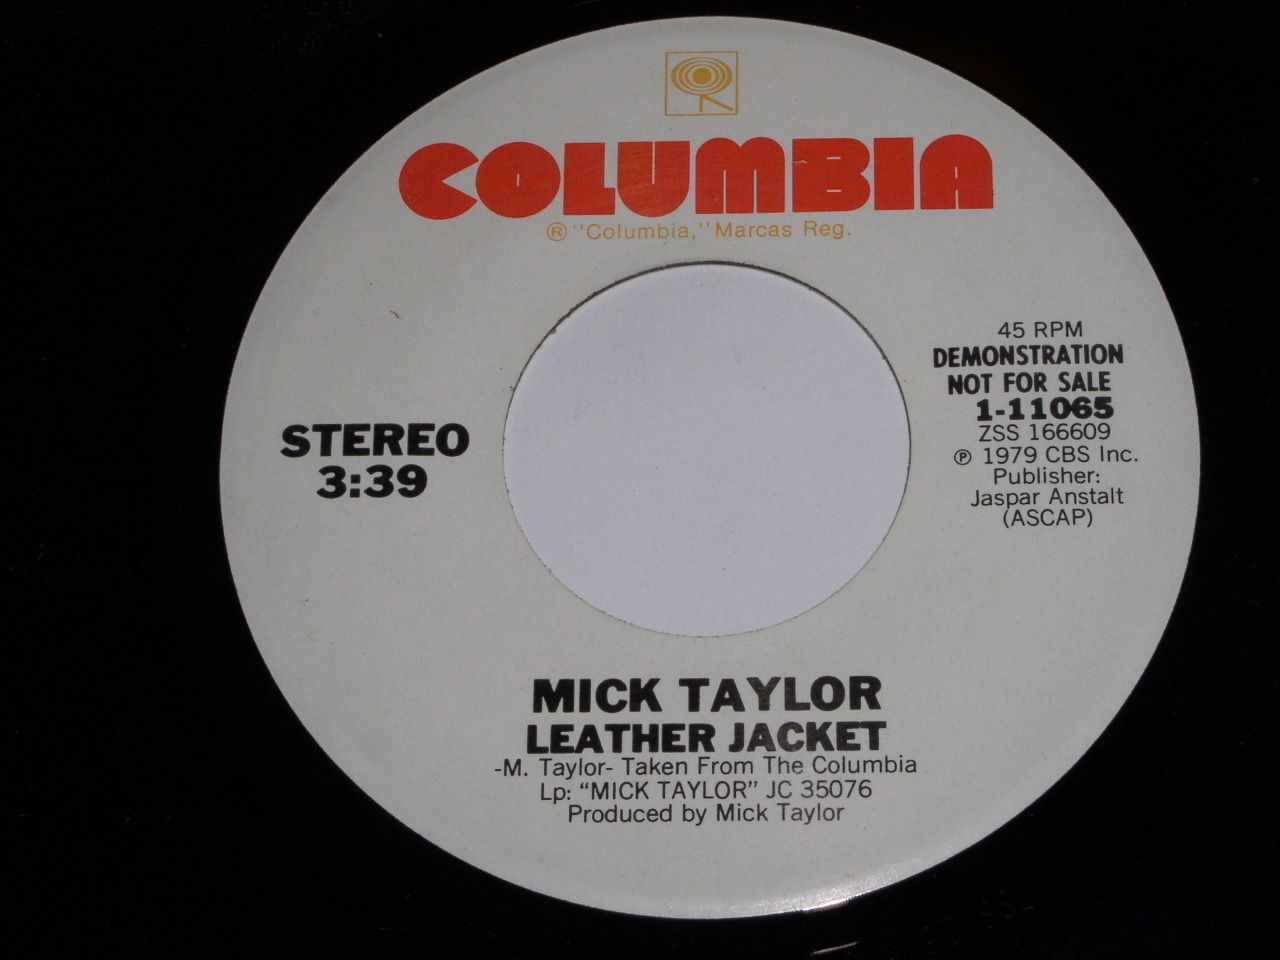 COLUMBIA
® "Columbia," Marcas Reg.
45 RPM
DEMONSTRATION
NOT FOR SALE
1-11065
ZSS 166609
℗ 1979 CBS Inc.
Publisher:
Jaspar Anstalt
(ASCAP)
STEREO
3:39
MICK TAYLOR
LEATHER JACKET
-M. Taylor- Taken From The Columbia
Lp: "MICK TAYLOR" JC 35076
Produced by Mick Taylor